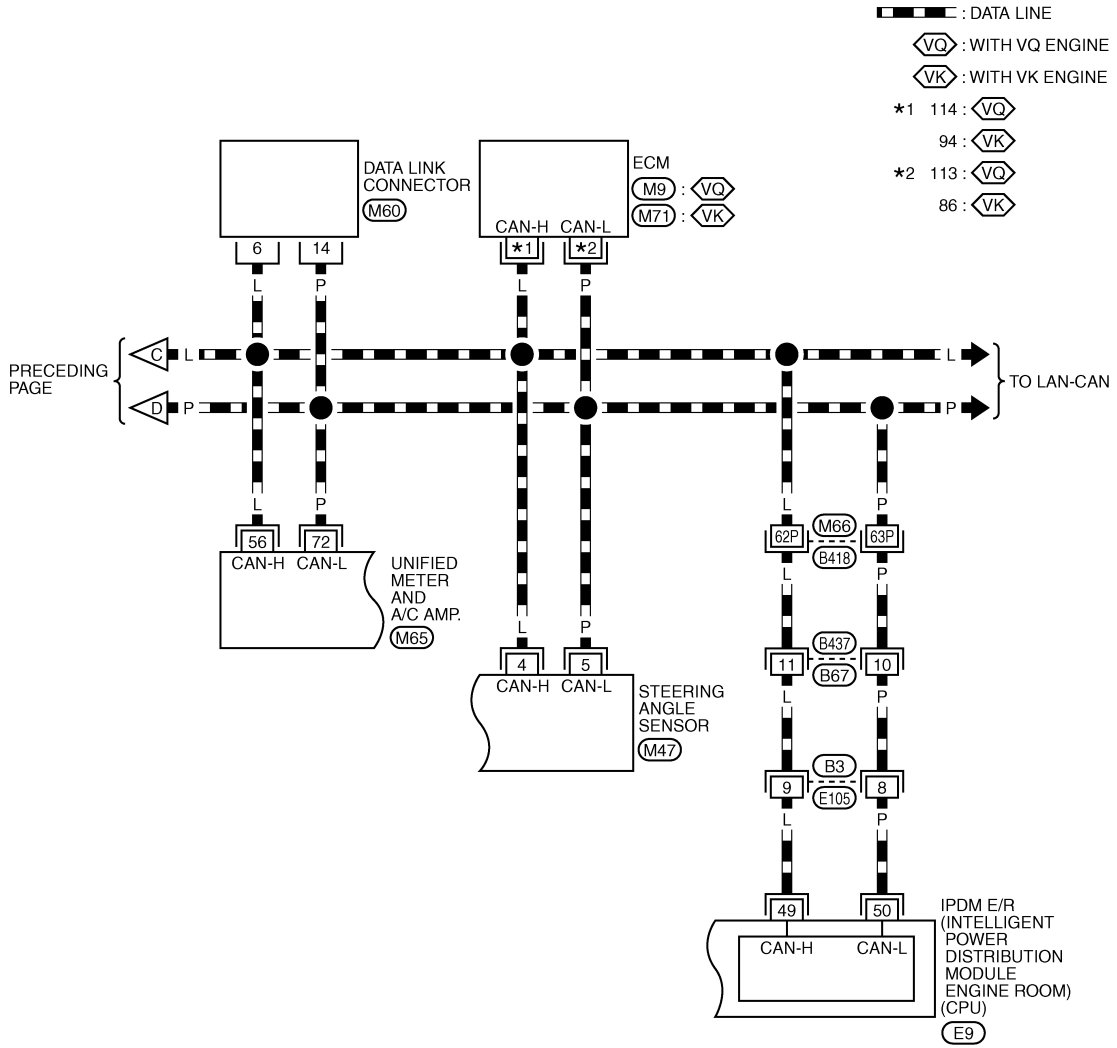 : DATA LINE
VQ : WITH VQ ENGINE
VK : WITH VK ENGINE
*1 114 : VQ
94 : VK
*2 113 : VQ
86 : VK
DATA LINK
CONNECTOR
M60
ECM
M9 : VQ
M71 : VK
CAN-H CAN-L
6 14
*1 *2
L P L P
PRECEDING
PAGE
C L
L
D P
P
TO LAN-CAN
L P
L P
56 72
CAN-H CAN-L
UNIFIED
METER
AND
A/C AMP.
M65
L P
62P M66 63P
B418
L P
L P
4 5
CAN-H CAN-L
STEERING
ANGLE
SENSOR
M47
B437
11 10
B67
L P
B3
9 8
E105
L P
49 50
CAN-H CAN-L
IPDM E/R
(INTELLIGENT
POWER
DISTRIBUTION
MODULE
ENGINE ROOM)
(CPU)
E9